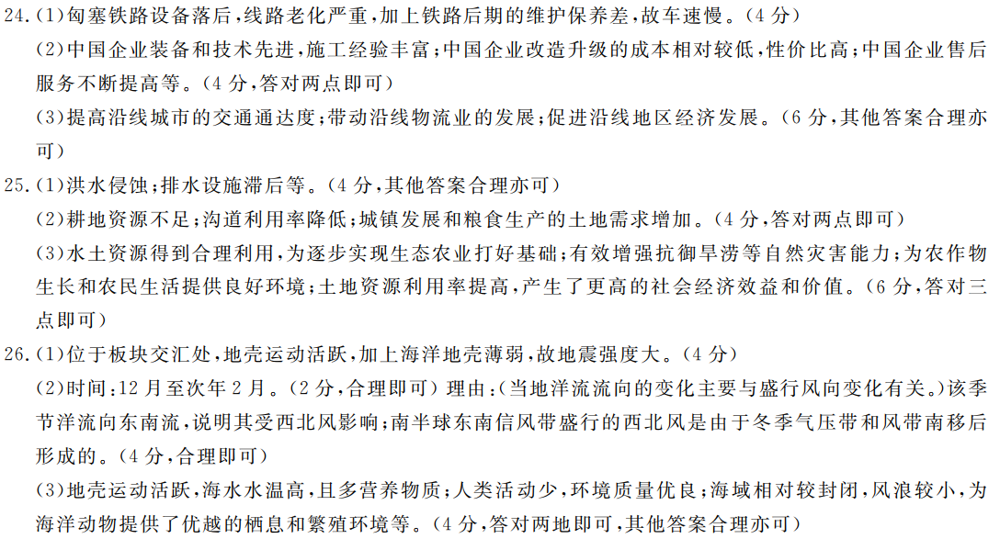 24.(1)匈塞铁路设备落后,线路老化严重,加上铁路后期的维护保养差,故车速慢。(4分)
(2)中国企业装备和技术先进,施工经验丰富;中国企业改造升级的成本相对较低,性价比高;中国企业售后
服务不断提高等。(4分,答对两点即可)
(3)提高沿线城市的交通通达度;带动沿线物流业的发展;促进沿线地区经济发展。(6分,其他答案合理亦
可)
25.(1)洪水侵蚀;排水设施滞后等。(4分,其他答案合理亦可)
(2)耕地资源不足;沟道利用率降低;城镇发展和粮食生产的土地需求增加。(4分,答对两点即可)
(3)水土资源得到合理利用,为逐步实现生态农业打好基础;有效增强抗御旱涝等自然灾害能力;为农作物
生长和农民生活提供良好环境;土地资源利用率提高,产生了更高的社会经济效益和价值。(6分,答对三
点即可)
26.(1)位于板块交汇处,地壳运动活跃,加上海洋地壳薄弱,故地震强度大。(4分)
(2)时间:12月至次年2月。(2分,合理即可)理由:(当地洋流流向的变化主要与盛行风向变化有关。)该季
节洋流向东南流,说明其受西北风影响;南半球东南信风带盛行的西北风是由于冬季气压带和风带南移后
形成的。(4分,合理即可)
(3)地壳运动活跃,海水水温高,且多营养物质;人类活动少,环境质量优良;海域相对较封闭,风浪较小,为
海洋动物提供了优越的栖息和繁殖环境等。(4分,答对两地即可,其他答案合理亦可)